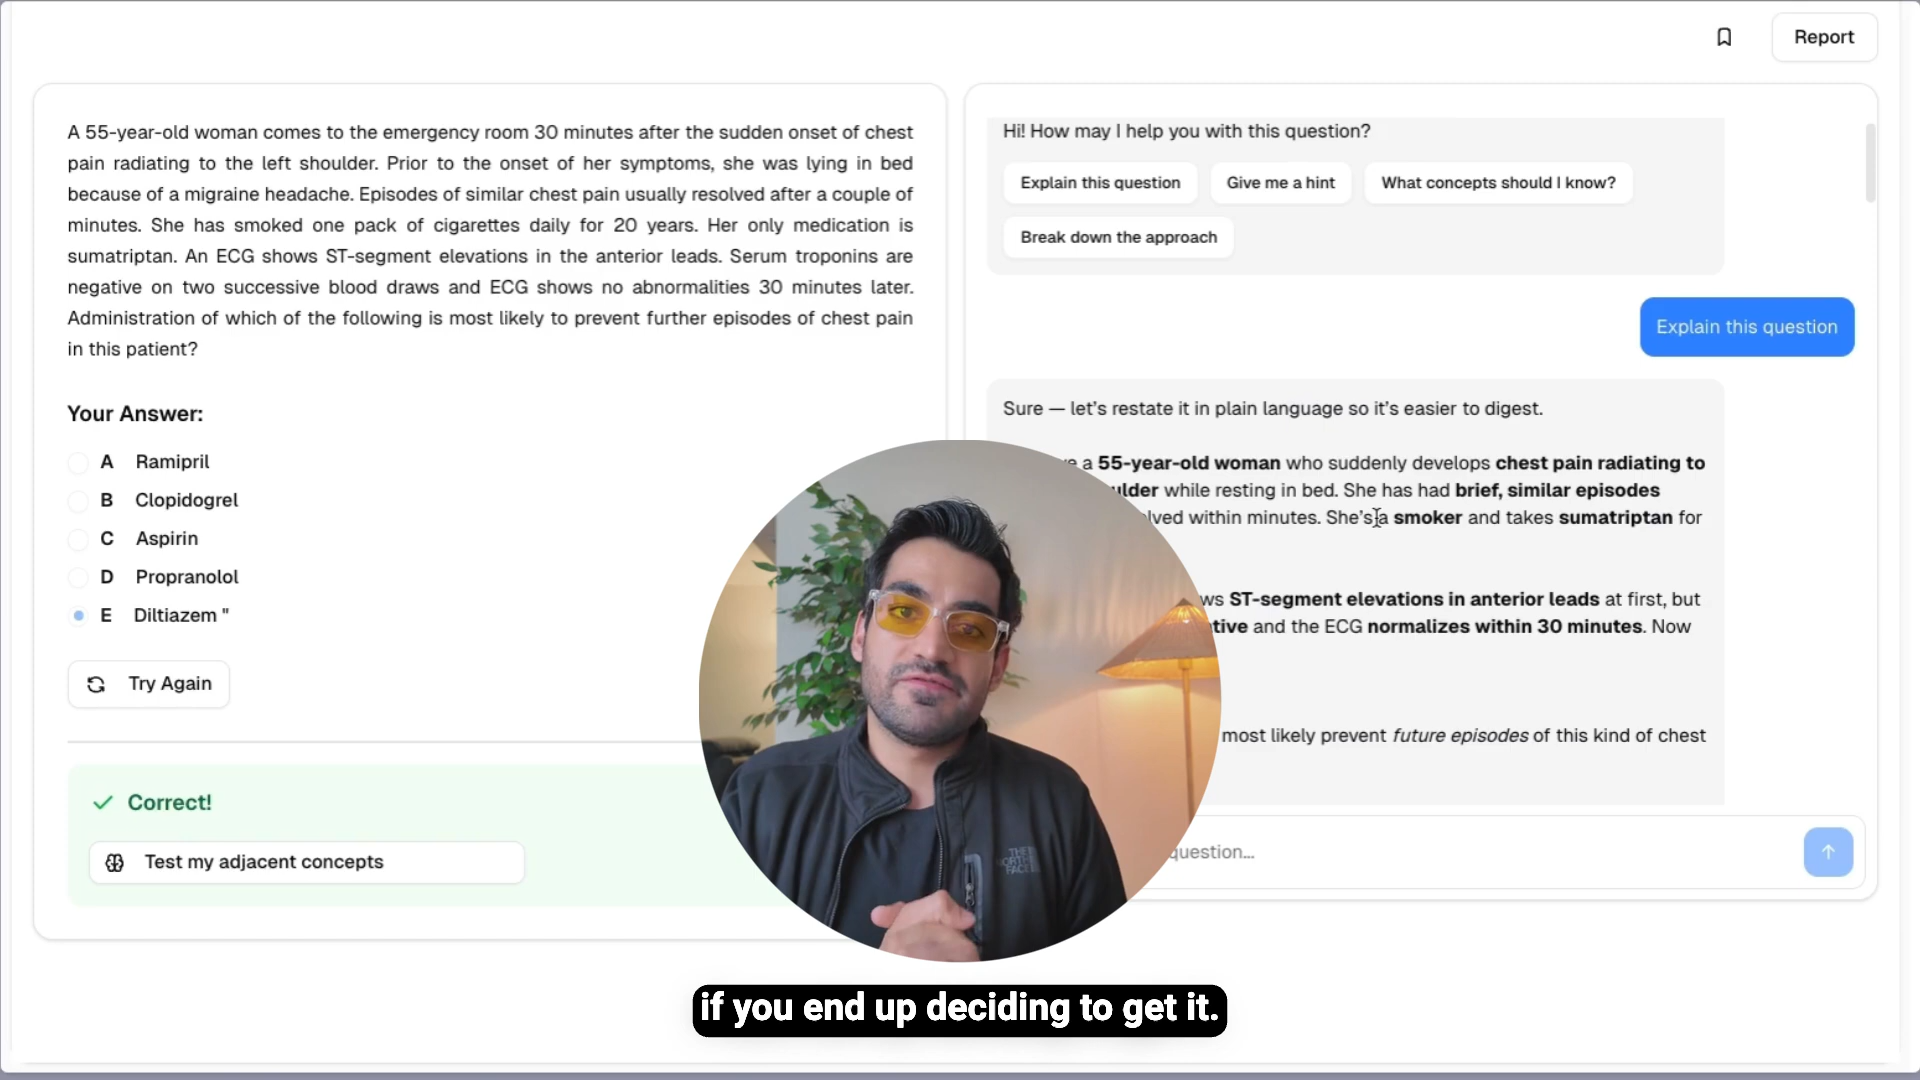 Report
A 55-year-old woman comes to the emergency room 30 minutes after the sudden onset of chest
pain radiating to the left shoulder. Prior to the onset of her symptoms, she was lying in bed
because of a migraine headache. Episodes of similar chest pain usually resolved after a couple of
minutes. She has smoked one pack of cigarettes daily for 20 years. Her only medication is
sumatriptan. An ECG shows ST-segment elevations in the anterior leads. Serum troponins are
negative on two successive blood draws and ECG shows no abnormalities 30 minutes later.
Administration of which of the following is most likely to prevent further episodes of chest pain
in this patient?
Your Answer:
A Ramipril
B Clopidogrel
C Aspirin
D Propranolol
E Diltiazem "
Try Again
Correct!
Test my adjacent concepts
Hi! How may I help you with this question?
Explain this question
Give me a hint
What concepts should I know?
Break down the approach
Explain this question
Sure — let's restate it in plain language so it's easier to digest.
a 55-year-old woman who suddenly develops chest pain radiating to
while resting in bed. She has had brief, similar episodes
within minutes. She's a smoker and takes sumatriptan for
ST-segment elevations in anterior leads at first, but
and the ECG normalizes within 30 minutes. Now
most likely prevent future episodes of this kind of chest
question...
THE
NORTH
FACE
if you end up deciding to get it.